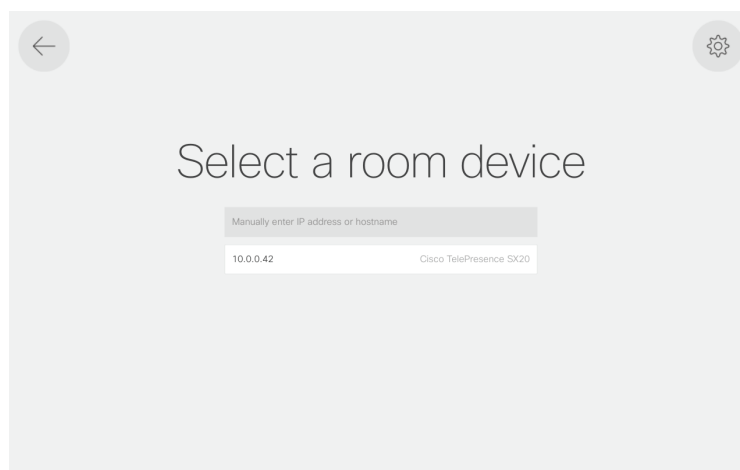 Select a room device
Manually enter IP address or hostname
10.0.0.42 Cisco TelePresence SX20